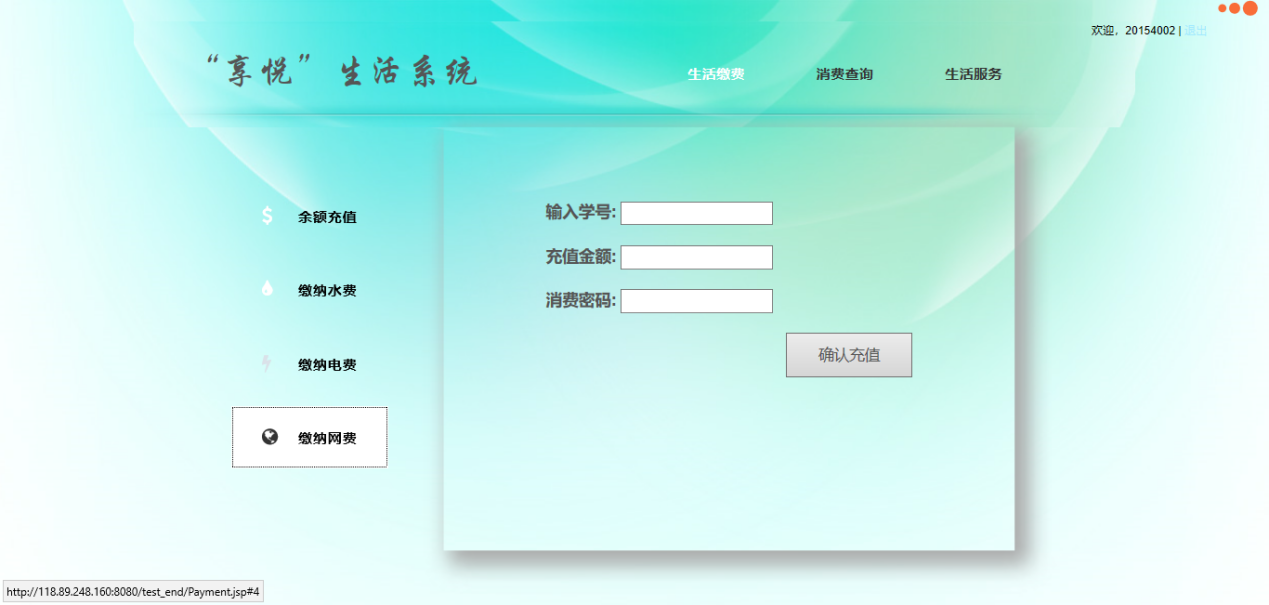 欢迎，20154002 | 退出
“享悦”生活系统
生活缴费 消费查询 生活服务
余额充值
缴纳水费
缴纳电费
缴纳网费
输入学号:
充值金额:
消费密码:
确认充值
http://118.89.248.160:8080/test_end/Payment.jsp#4